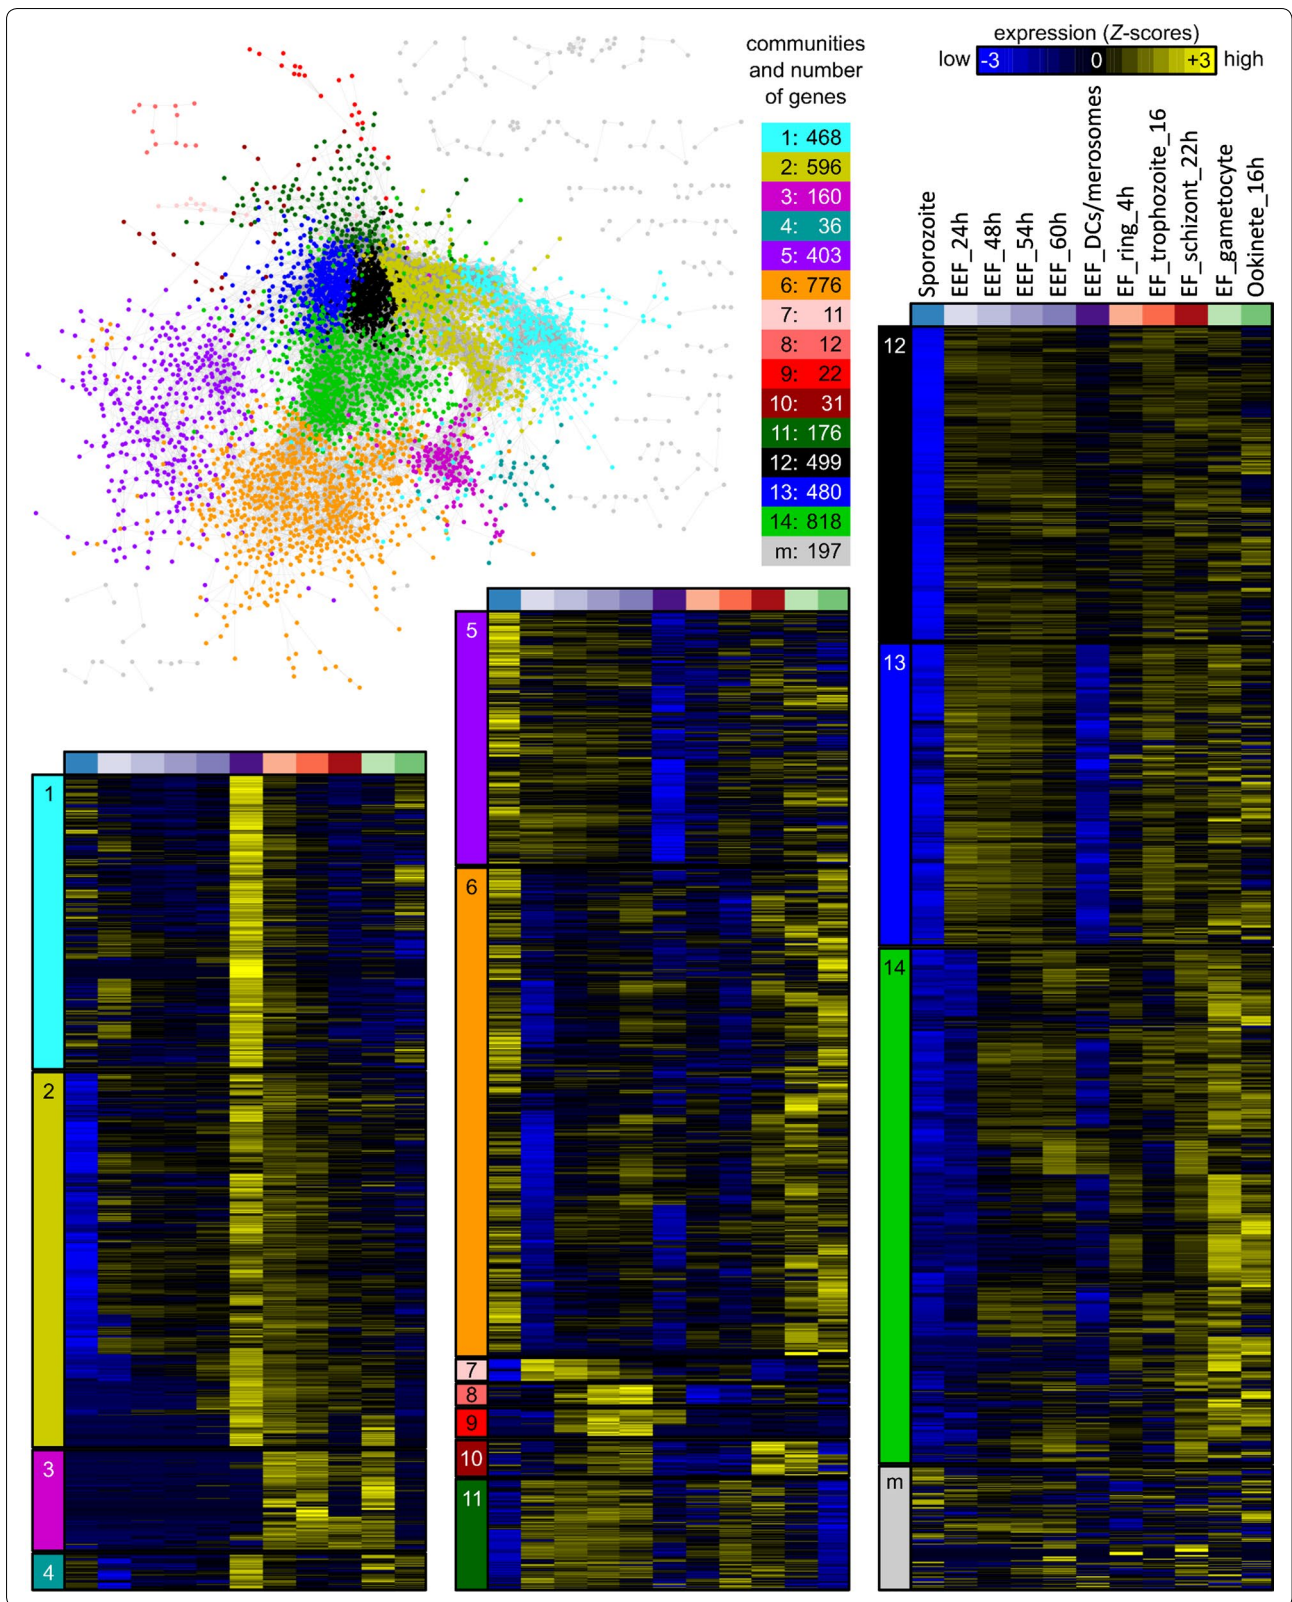 communities
and number
of genes
1: 468
2: 596
3: 160
4: 36
5: 403
6: 776
7: 11
8: 12
9: 22
10: 31
11: 176
12: 499
13: 480
14: 818
m: 197
expression (Z-scores)
low -3 0 +3 high
Sporozoite
EEF_24h
EEF_48h
EEF_54h
EEF_60h
EEF_DCs/merosomes
EF_ring_4h
EF_trophozoite_16
EF_schizont_22h
EF_gametocyte
Ookinete_16h
1
2
3
4
5
6
7
8
9
10
11
12
13
14
m